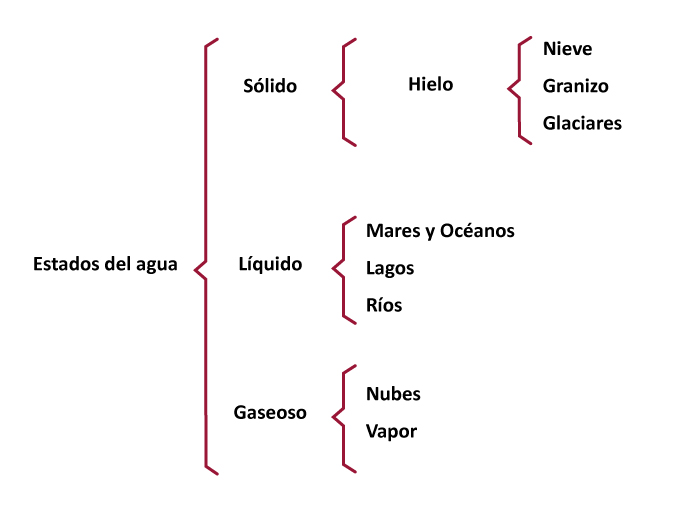 Estados del agua
Sólido
Hielo
Nieve
Granizo
Glaciares
Líquido
Mares y Océanos
Lagos
Ríos
Gaseoso
Nubes
Vapor